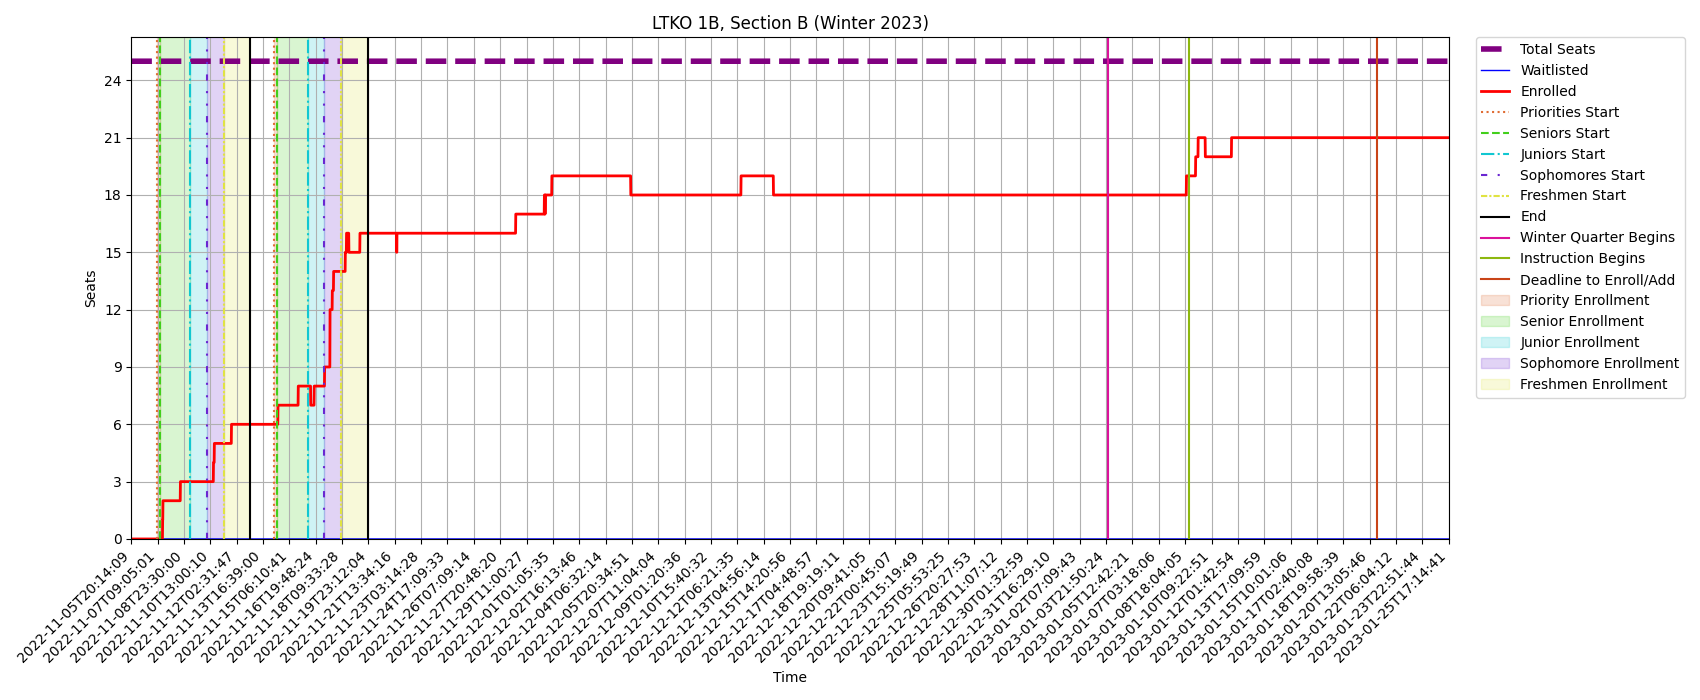 LTKO 1B, Section B (Winter 2023)
Total Seats
Waitlisted
Enrolled
Priorities Start
Seniors Start
Juniors Start
Sophomores Start
Freshmen Start
End
Winter Quarter Begins
Instruction Begins
Deadline to Enroll/Add
Priority Enrollment
Senior Enrollment
Junior Enrollment
Sophomore Enrollment
Freshmen Enrollment
Seats
24
21
18
15
12
9
6
3
0
2022-11-05T20:14:09
2022-11-07T09:05:01
2022-11-08T23:30:00
2022-11-10T13:00:10
2022-11-12T02:31:47
2022-11-13T16:39:00
2022-11-15T06:10:41
2022-11-16T19:48:24
2022-11-18T09:33:28
2022-11-19T23:12:04
2022-11-21T13:34:16
2022-11-23T03:14:28
2022-11-24T17:09:33
2022-11-26T07:09:14
2022-11-27T20:48:20
2022-11-29T11:00:27
2022-12-01T01:05:35
2022-12-02T16:13:46
2022-12-04T06:32:14
2022-12-05T20:34:51
2022-12-07T11:04:04
2022-12-09T01:20:36
2022-12-10T15:40:32
2022-12-12T06:21:35
2022-12-13T04:56:14
2022-12-15T14:20:56
2022-12-17T04:48:57
2022-12-18T19:19:11
2022-12-20T09:41:05
2022-12-22T00:45:07
2022-12-23T15:19:49
2022-12-25T05:53:25
2022-12-26T20:27:53
2022-12-28T11:07:12
2022-12-30T01:32:59
2022-12-31T16:29:10
2023-01-02T07:09:43
2023-01-03T21:50:24
2023-01-05T12:42:21
2023-01-07T03:18:06
2023-01-08T18:04:05
2023-01-10T09:22:51
2023-01-12T01:42:54
2023-01-13T17:09:59
2023-01-15T10:01:06
2023-01-17T02:40:08
2023-01-18T19:58:39
2023-01-20T13:05:46
2023-01-22T06:04:12
2023-01-23T22:51:44
2023-01-25T17:14:41
Time